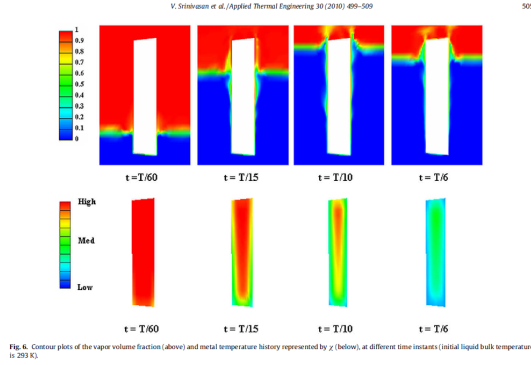 V. Srinivasan et al./Applied Thermal Engineering 30 (2010) 499–509
505
1
0.9
0.8
0.7
0.6
0.5
0.4
0.3
0.2
0.1
0
t =T/60
t = T/15
t = T/10
t = T/6
High
Med
Low
t = T/60
t = T/15
t = T/10
t = T/6
Fig. 6. Contour plots of the vapor volume fraction (above) and metal temperature history represented by χ (below), at different time instants (initial liquid bulk temperature
is 293 K).